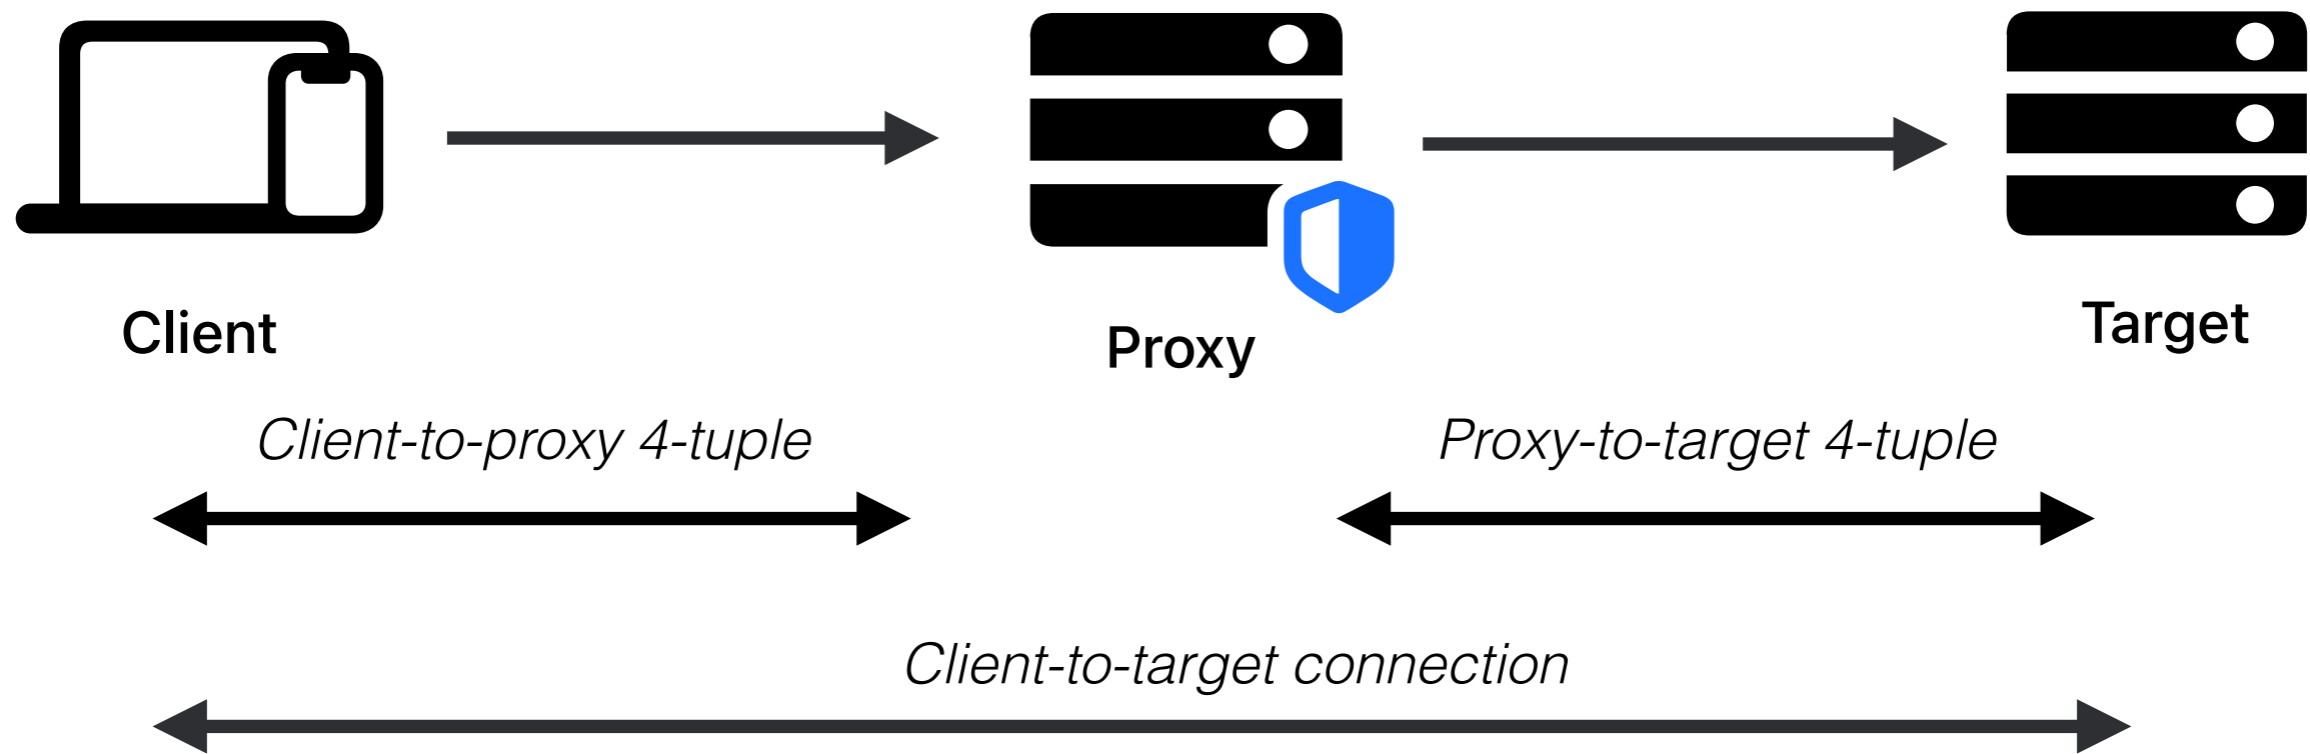 Client
Proxy
Target
Client-to-proxy 4-tuple
Proxy-to-target 4-tuple
Client-to-target connection